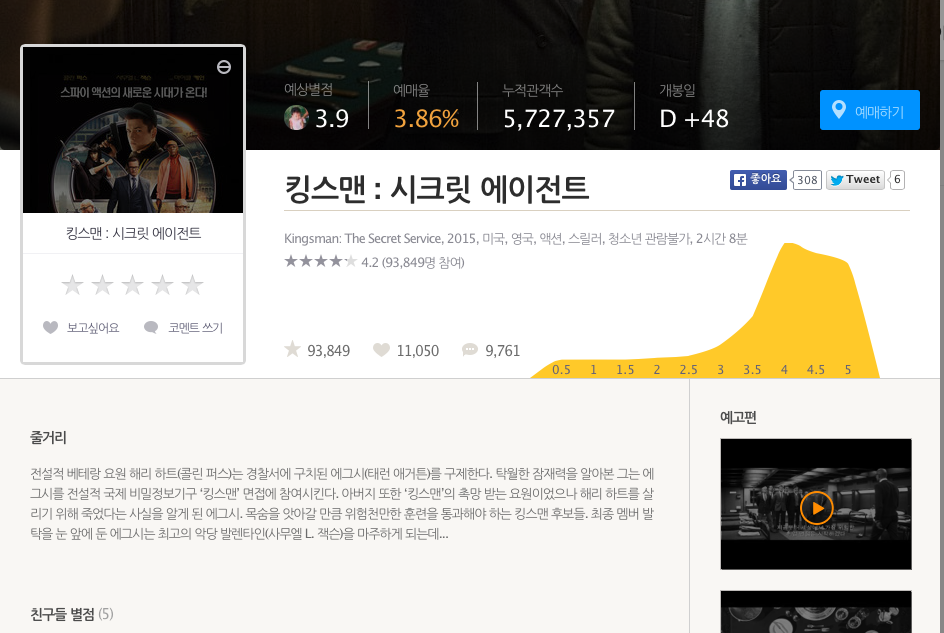 스파이 액션의 새로운 시대가 온다!
예상별점 예매율 누적관객수 개봉일
3.9 3.86% 5,727,357 D +48
예매하기
킹스맨 : 시크릿 에이전트
좋아요 308 Tweet 6
킹스맨 : 시크릿 에이전트
Kingsman: The Secret Service, 2015, 미국, 영국, 액션, 스릴러, 청소년 관람불가, 2시간 8분
4.2 (93,849명 참여)
보고싶어요 코멘트 쓰기
93,849 11,050 9,761
0.5 1 1.5 2 2.5 3 3.5 4 4.5 5
줄거리
전설적 베테랑 요원 해리 하트(콜린 퍼스)는 경찰서에 구치된 에그시(태런 애거튼)를 구제한다. 탁월한 잠재력을 알아본 그는 에
그시를 전설적 국제 비밀정보기구 ‘킹스맨’ 면접에 참여시킨다. 아버지 또한 ‘킹스맨’의 촉망 받는 요원이었으나 해리 하트를 살
리기 위해 죽었다는 사실을 알게 된 에그시. 목숨을 앗아갈 만큼 위험천만한 훈련을 통과해야 하는 킹스맨 후보들. 최종 멤버 발
탁을 눈 앞에 둔 에그시는 최고의 악당 발렌타인(사무엘 L. 잭슨)을 마주하게 되는데...
예고편
친구들 별점 (5)